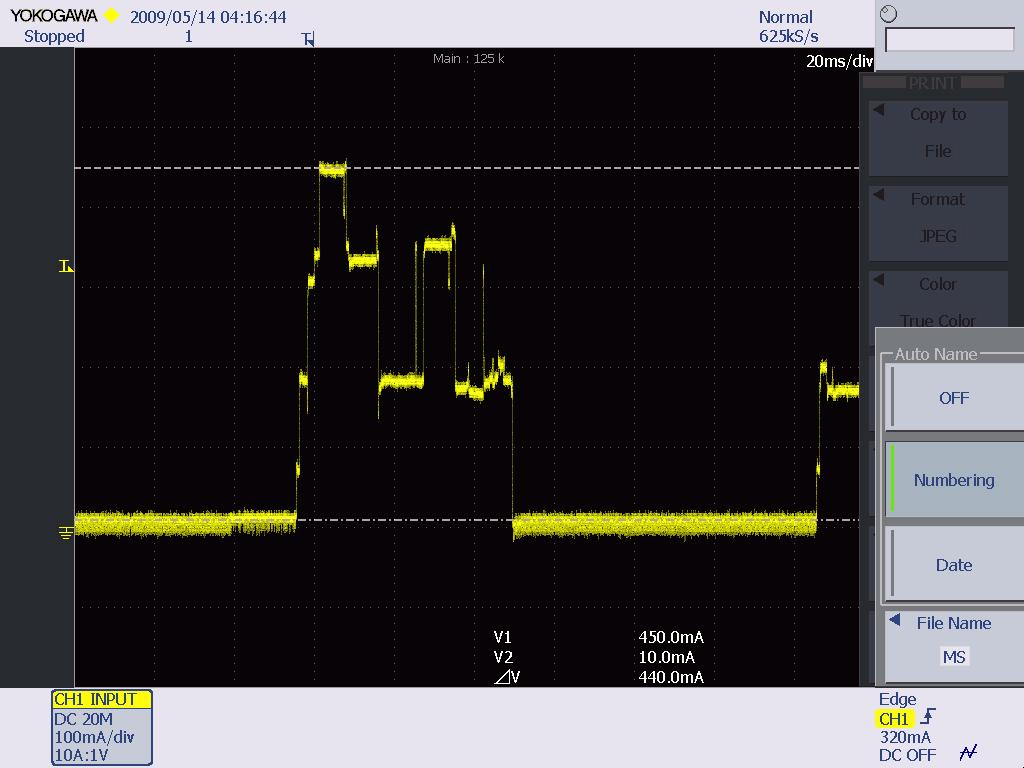 YOKOGAWA 2009/05/14 04:16:44
Normal
Stopped
1
625kS/s
Main : 125 k
20ms/div
PRINT
Copy to
File
Format
JPEG
Color
True Color
Auto Name
OFF
Numbering
Date
File Name
MS
V1 450.0mA
V2 10.0mA
⊿V 440.0mA
CH1 INPUT
DC 20M
100mA/div
10A:1V
Edge
CH1
320mA
DC OFF